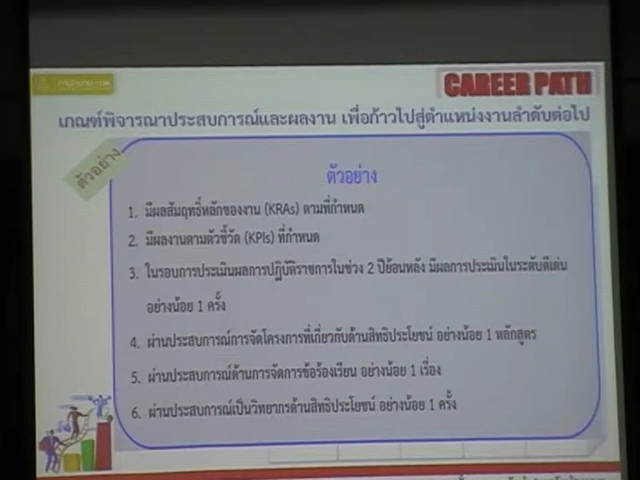 สำนักงาน ก.พ.
CAREER PATH
เกณฑ์พิจารณาประสบการณ์และผลงาน เพื่อก้าวไปสู่ตำแหน่งงานลำดับต่อไป
ตัวอย่าง
ตัวอย่าง
1. มีผลสัมฤทธิ์หลักของงาน (KRAs) ตามที่กำหนด
2. มีผลงานตามตัวชี้วัด (KPIs) ที่กำหนด
3. ในรอบการประเมินผลการปฏิบัติราชการในช่วง 2 ปีย้อนหลัง มีผลการประเมินในระดับดีเด่น
อย่างน้อย 1 ครั้ง
4. ผ่านประสบการณ์การจัดโครงการที่เกี่ยวกับด้านสิทธิประโยชน์ อย่างน้อย 1 หลักสูตร
5. ผ่านประสบการณ์ด้านการจัดการข้อร้องเรียน อย่างน้อย 1 เรื่อง
6. ผ่านประสบการณ์เป็นวิทยากรด้านสิทธิประโยชน์ อย่างน้อย 1 ครั้ง